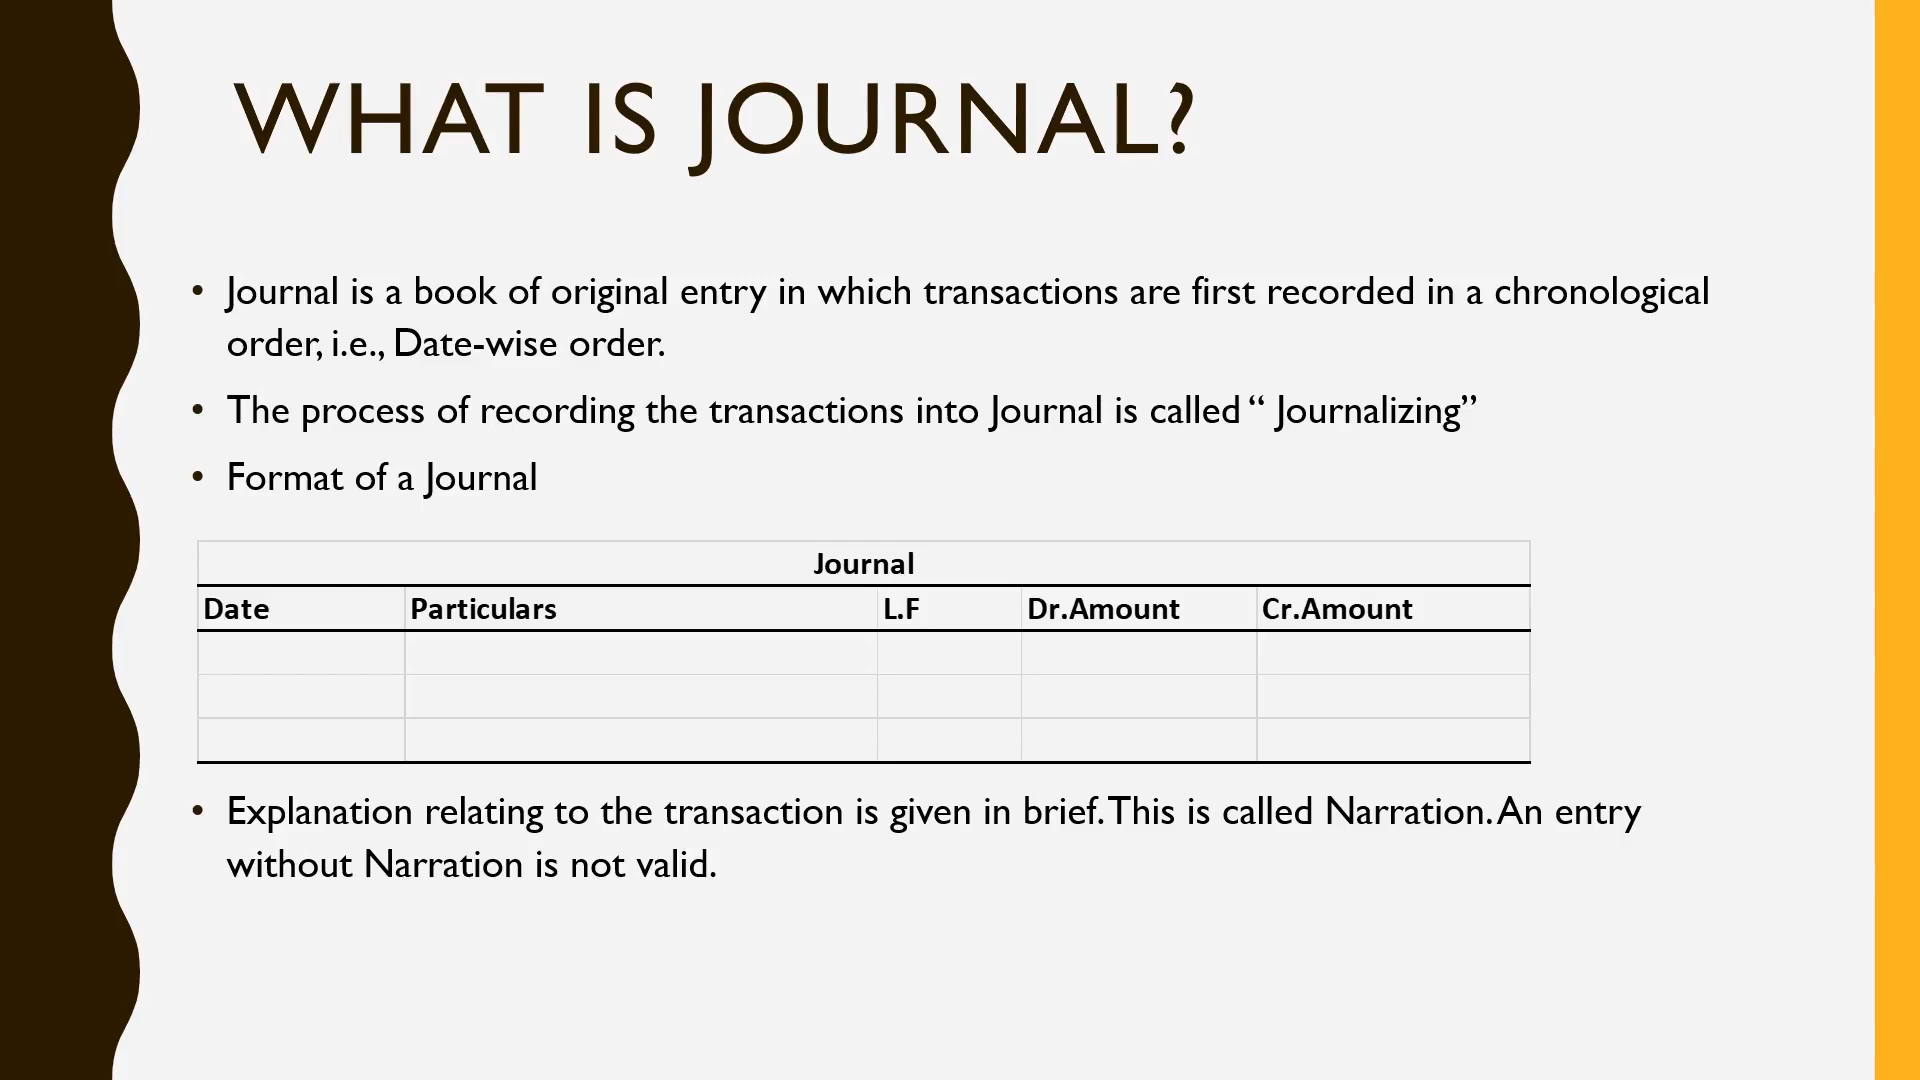 WHAT IS JOURNAL?
• Journal is a book of original entry in which transactions are first recorded in a chronological
order, i.e., Date-wise order.
• The process of recording the transactions into Journal is called “ Journalizing”
• Format of a Journal
Journal
Date Particulars L.F Dr.Amount Cr.Amount
• Explanation relating to the transaction is given in brief. This is called Narration. An entry
without Narration is not valid.